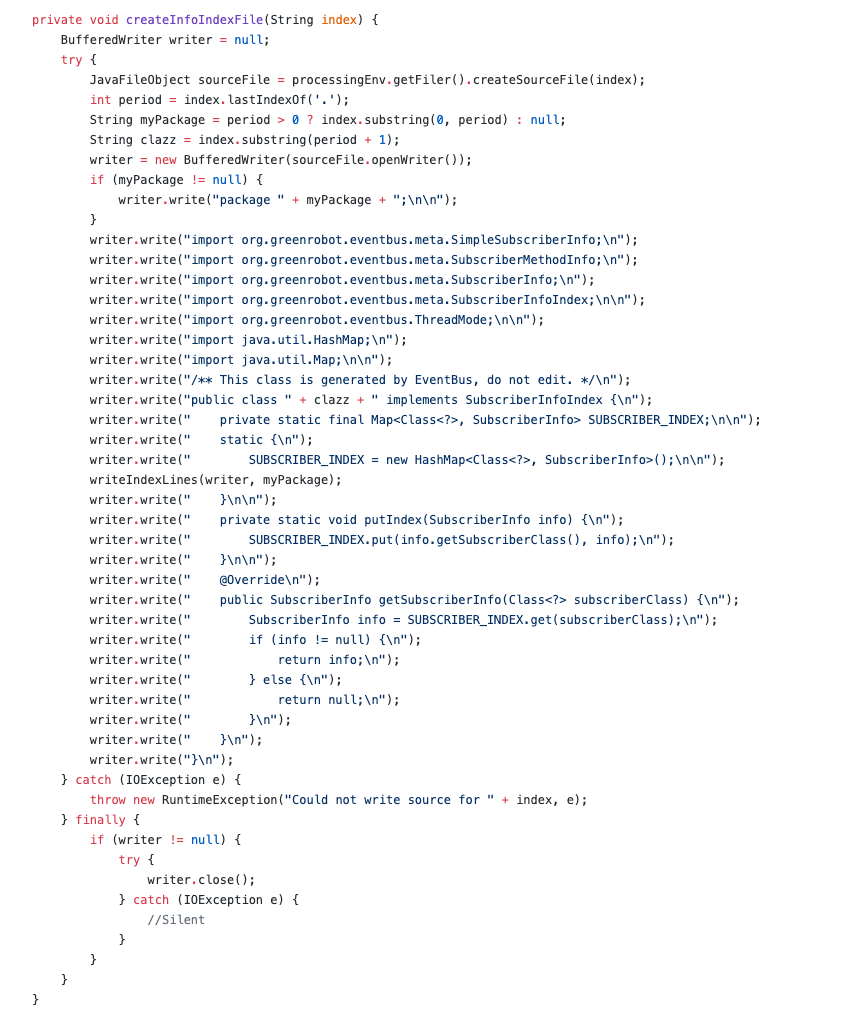 private void createInfoIndexFile(String index) {
    BufferedWriter writer = null;
    try {
        JavaFileObject sourceFile = processingEnv.getFiler().createSourceFile(index);
        int period = index.lastIndexOf('.');
        String myPackage = period > 0 ? index.substring(0, period) : null;
        String clazz = index.substring(period + 1);
        writer = new BufferedWriter(sourceFile.openWriter());
        if (myPackage != null) {
            writer.write("package " + myPackage + ";\n\n");
        }
        writer.write("import org.greenrobot.eventbus.meta.SimpleSubscriberInfo;\n");
        writer.write("import org.greenrobot.eventbus.meta.SubscriberMethodInfo;\n");
        writer.write("import org.greenrobot.eventbus.meta.SubscriberInfo;\n");
        writer.write("import org.greenrobot.eventbus.meta.SubscriberInfoIndex;\n\n");
        writer.write("import org.greenrobot.eventbus.ThreadMode;\n\n");
        writer.write("import java.util.HashMap;\n");
        writer.write("import java.util.Map;\n\n");
        writer.write("/** This class is generated by EventBus, do not edit. */\n");
        writer.write("public class " + clazz + " implements SubscriberInfoIndex {\n");
        writer.write("    private static final Map<Class<?>, SubscriberInfo> SUBSCRIBER_INDEX;\n\n");
        writer.write("    static {\n");
        writer.write("        SUBSCRIBER_INDEX = new HashMap<Class<?>, SubscriberInfo>();\n\n");
        writeIndexLines(writer, myPackage);
        writer.write("    }\n\n");
        writer.write("    private static void putIndex(SubscriberInfo info) {\n");
        writer.write("        SUBSCRIBER_INDEX.put(info.getSubscriberClass(), info);\n");
        writer.write("    }\n\n");
        writer.write("    @Override\n");
        writer.write("    public SubscriberInfo getSubscriberInfo(Class<?> subscriberClass) {\n");
        writer.write("        SubscriberInfo info = SUBSCRIBER_INDEX.get(subscriberClass);\n");
        writer.write("        if (info != null) {\n");
        writer.write("            return info;\n");
        writer.write("        } else {\n");
        writer.write("            return null;\n");
        writer.write("        }\n");
        writer.write("    }\n");
        writer.write("}\n");
    } catch (IOException e) {
        throw new RuntimeException("Could not write source for " + index, e);
    } finally {
        if (writer != null) {
            try {
                writer.close();
            } catch (IOException e) {
                //Silent
            }
        }
    }
}